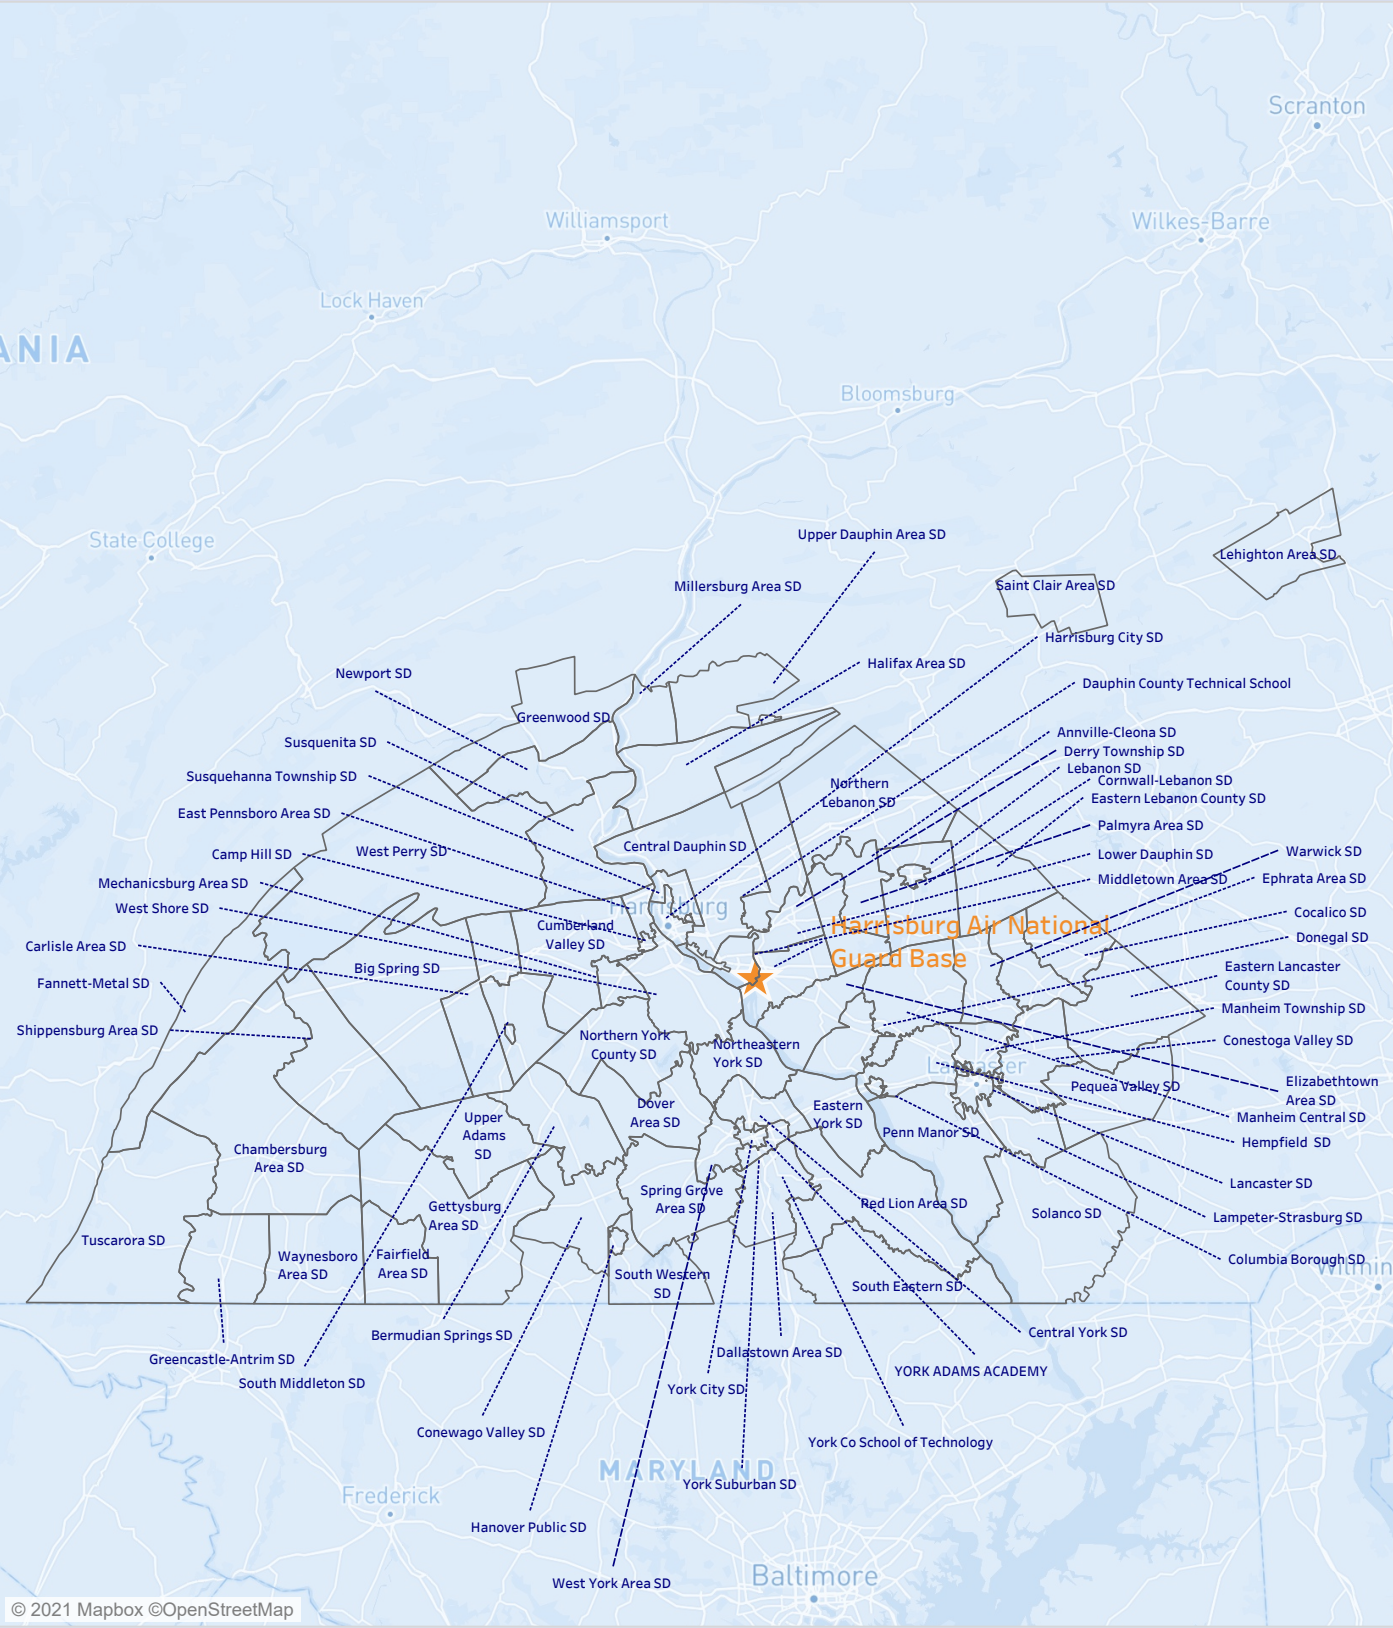 Scranton
Williamsport
Wilkes-Barre
Lock Haven
ANIA
Bloomsburg
State College
Upper Dauphin Area SD
Lehighton Area SD
Millersburg Area SD
Saint Clair Area SD
Harrisburg City SD
Newport SD
Halifax Area SD
Dauphin County Technical School
Greenwood SD
Susquenita SD
Annville-Cleona SD
Derry Township SD
Lebanon SD
Susquehanna Township SD
Cornwall-Lebanon SD
Northern
Lebanon SD
Eastern Lebanon County SD
East Pennsboro Area SD
Palmyra Area SD
Camp Hill SD
West Perry SD
Central Dauphin SD
Lower Dauphin SD
Warwick SD
Mechanicsburg Area SD
Middletown Area SD
Ephrata Area SD
West Shore SD
Harrisburg
Cocalico SD
Cumberland
Valley SD
Harrisburg Air National
Guard Base
Donegal SD
Carlisle Area SD
Big Spring SD
Eastern Lancaster
County SD
Fannett-Metal SD
Manheim Township SD
Shippensburg Area SD
Northern York
County SD
Northeastern
York SD
Conestoga Valley SD
Lancaster
Pequea Valley SD
Elizabethtown
Area SD
Upper
Adams
SD
Dover
Area SD
Eastern
York SD
Manheim Central SD
Penn Manor SD
Hempfield  SD
Chambersburg
Area SD
Lancaster SD
Spring Grove
Area SD
Gettysburg
Area SD
Red Lion Area SD
Solanco SD
Lampeter-Strasburg SD
Tuscarora SD
Waynesboro
Area SD
Fairfield
Area SD
Columbia Borough SD
Wilmin
South Western
SD
South Eastern SD
Bermudian Springs SD
Central York SD
Greencastle-Antrim SD
Dallastown Area SD
South Middleton SD
YORK ADAMS ACADEMY
York City SD
Conewago Valley SD
York Co School of Technology
MARYLAND
York Suburban SD
Frederick
Hanover Public SD
Baltimore
West York Area SD
© 2021 Mapbox ©OpenStreetMap